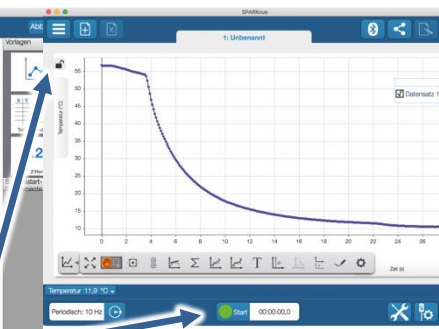 SPARKvue
Abb
1: Unbenannt
Vorlagen
Datensatz 1
Temperatur (°C)
55
50
45
40
35
30
25
20
15
10
0 2 4 6 8 10 12 14 16 18 20 22 24 26
X Y
Σ
T
Zeit (s)
Temperatur 11,9 °C
Periodisch: 10 Hz
Start
00:00:00,0